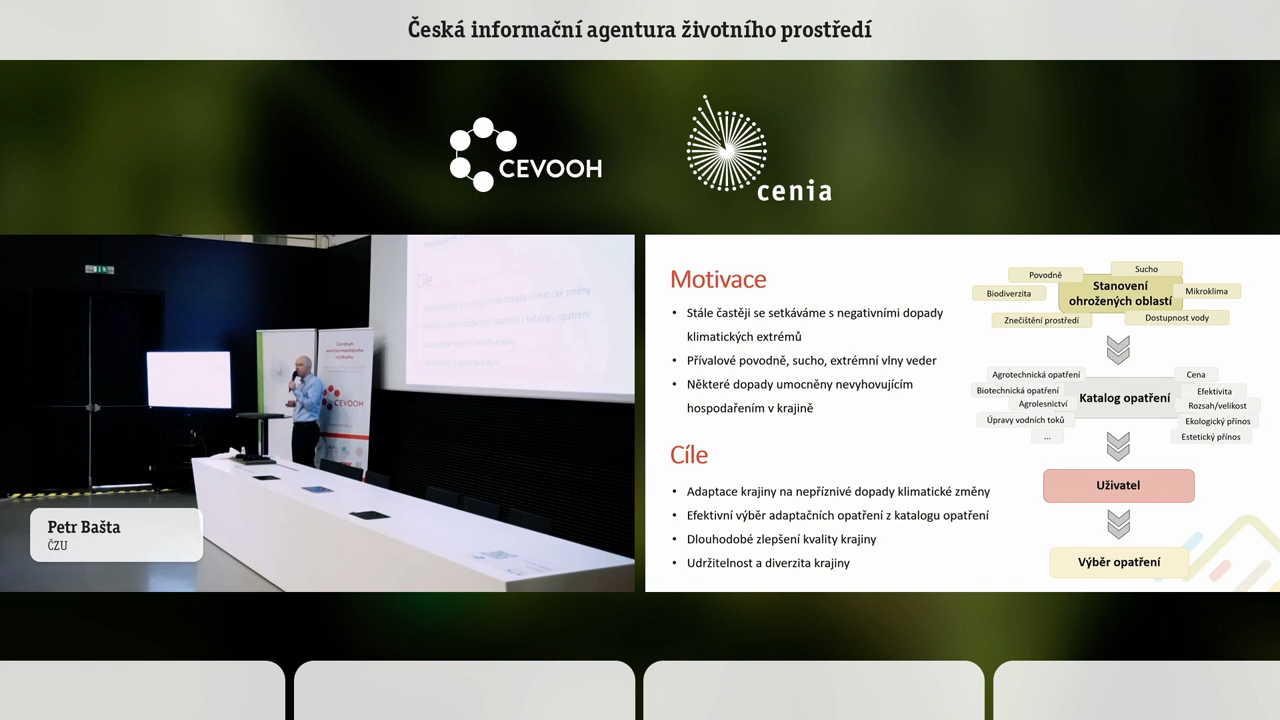 Česká informační agentura životního prostředí
CEVOOH
cenia
Cíle
Centrum
environmentálního
výzkumu
CEVOOH
Petr Bašta
ČZU
Motivace
• Stále častěji se setkáváme s negativními dopady
klimatických extrémů
• Přívalové povodně, sucho, extrémní vlny veder
• Některé dopady umocněny nevyhovujícím
hospodařením v krajině
Cíle
• Adaptace krajiny na nepříznivé dopady klimatické změny
• Efektivní výběr adaptačních opatření z katalogu opatření
• Dlouhodobé zlepšení kvality krajiny
• Udržitelnost a diverzita krajiny
Povodně
Sucho
Biodiverzita
Stanovení
ohrožených oblastí
Mikroklima
Znečištění prostředí
Dostupnost vody
Agrotechnická opatření
Biotechnická opatření
Agrolesnictví
Úpravy vodních toků
...
Katalog opatření
Cena
Efektivita
Rozsah/velikost
Ekologický přínos
Estetický přínos
Uživatel
Výběr opatření